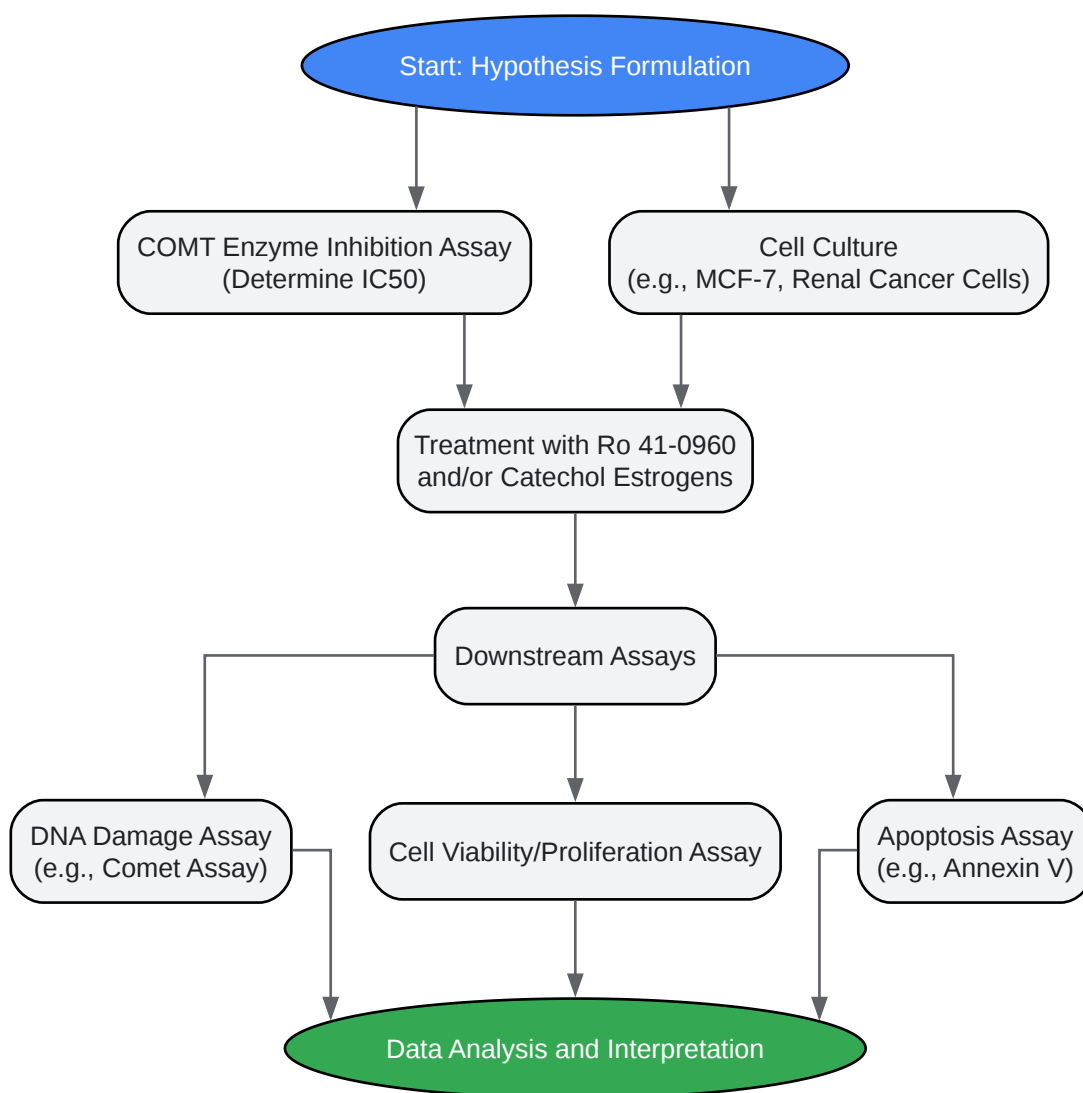 Start: Hypothesis Formulation
COMT Enzyme Inhibition Assay
(Determine IC50)
Cell Culture
(e.g., MCF-7, Renal Cancer Cells)
Treatment with Ro 41-0960
and/or Catechol Estrogens
Downstream Assays
DNA Damage Assay
(e.g., Comet Assay)
Cell Viability/Proliferation Assay
Apoptosis Assay
(e.g., Annexin V)
Data Analysis and Interpretation